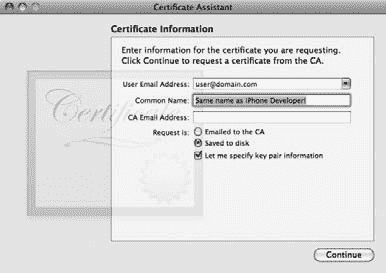 Certificate Assistant
Certificate Information
Enter information for the certificate you are requesting.
Click Continue to request a certificate from the CA.
User Email Address: user@domain.com
Common Name: Same name as iPhone Developer
CA Email Address:
Request is: Emailed to the CA
Saved to disk
Let me specify key pair information
Certificate
Continue